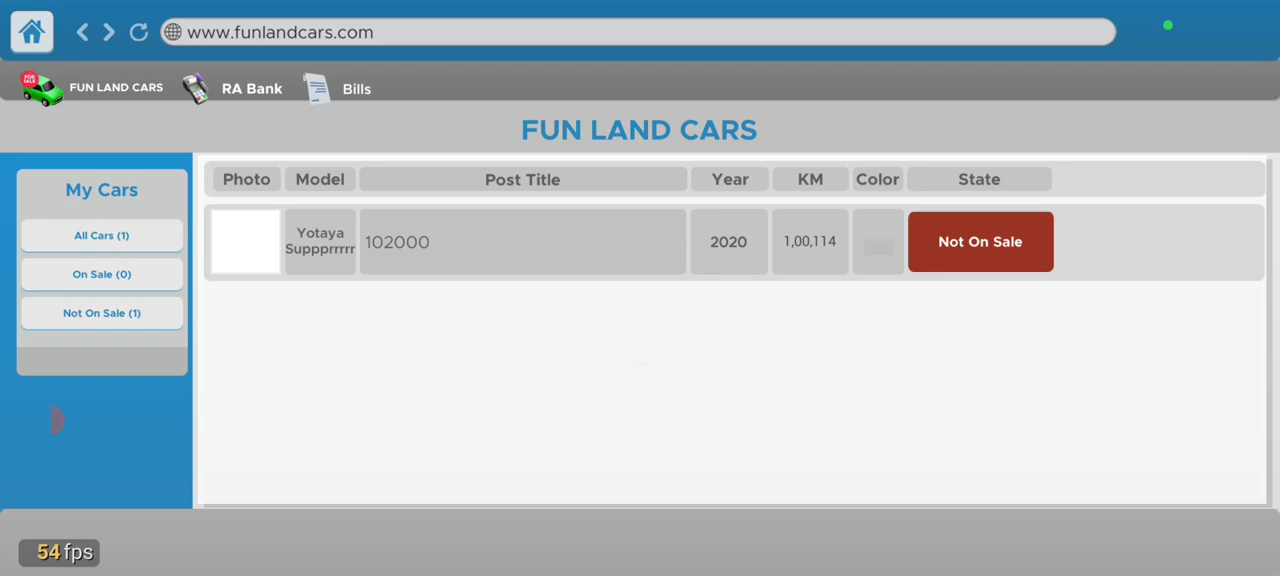 www.funlandcars.com
FUN LAND CARS RA Bank Bills
FUN LAND CARS
My Cars
All Cars (1)
On Sale (0)
Not On Sale (1)
Photo Model Post Title Year KM Color State
Yotaya
Suppprrrrr
102000
2020
1,00,114
Not On Sale
54 fps